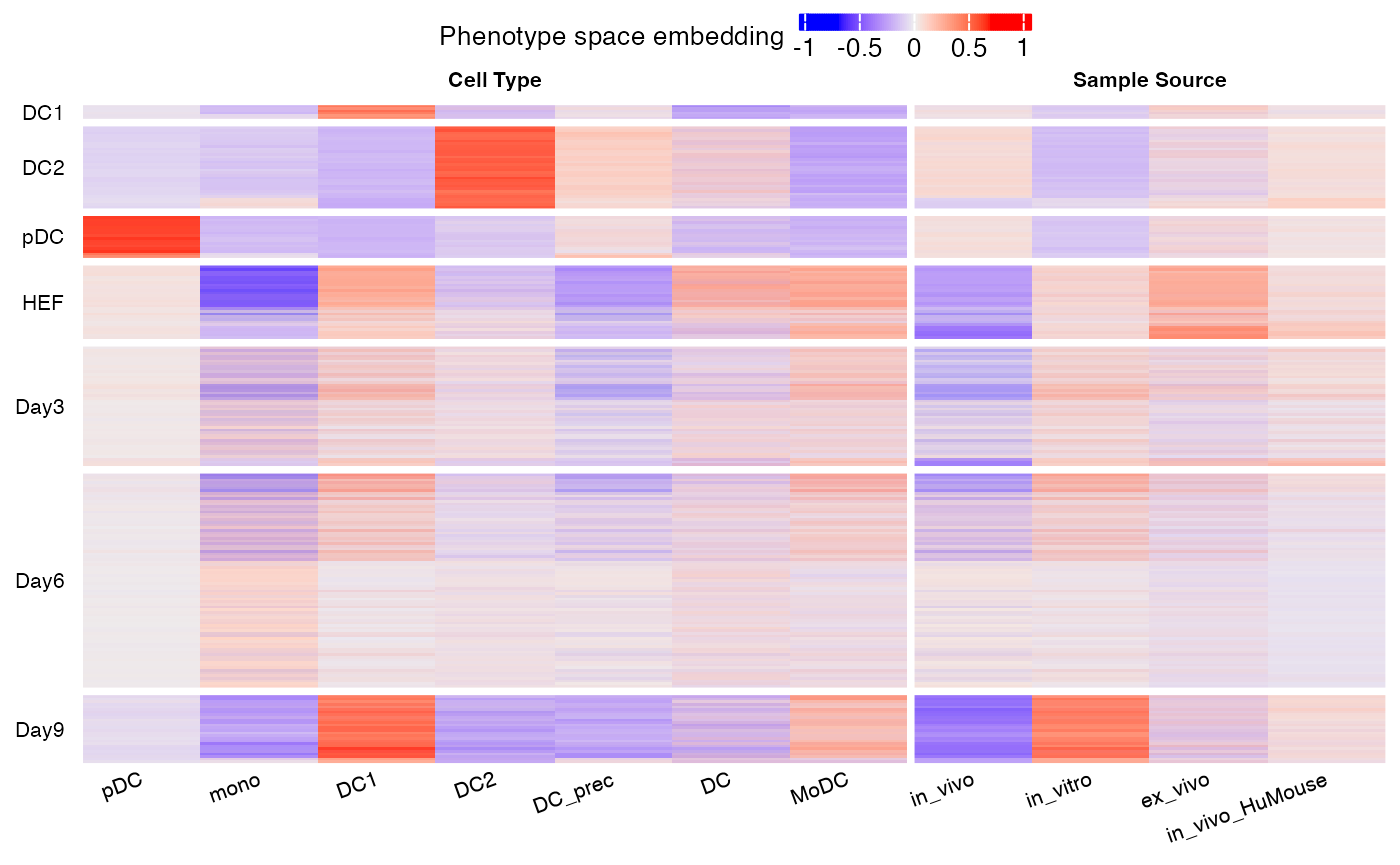 Phenotype space embedding
-1 -0.5 0 0.5 1
Cell Type Sample Source
DC1
DC2
pDC
HEF
Day3
Day6
Day9
pDC mono DC1 DC2 DC_prec DC MoDC in_vivo in_vitro ex_vivo in_vivo_HuMouse